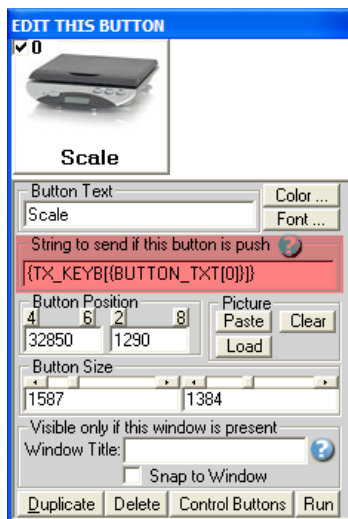 EDIT THIS BUTTON
0
Scale
Button Text
Scale
Color ...
Font ...
String to send if this button is push
?
{TX_KEYB[{BUTTON_TXT[0]}]}
Button Position
4 6 2 8
32850 1290
Picture
Paste Clear
Load
Button Size
1587 1384
Visible only if this window is present
Window Title: ?
Snap to Window
Duplicate Delete Control Buttons Run